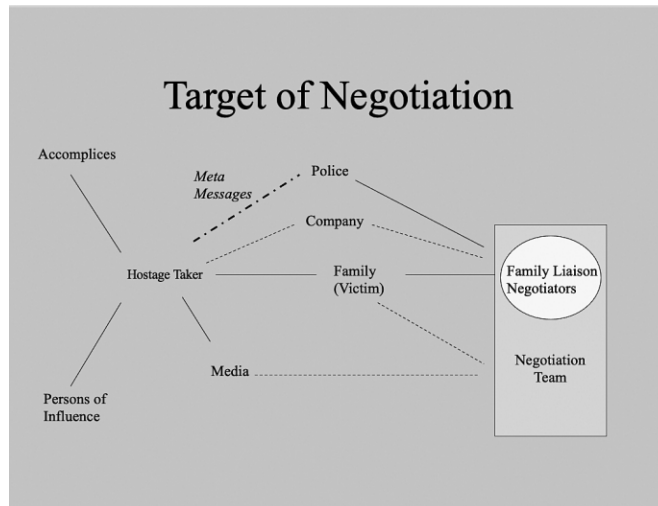 Target of Negotiation
Accomplices
Meta
Messages
Police
Company
Hostage Taker
Family
(Victim)
Family Liaison
Negotiators
Media
Negotiation
Team
Persons of
Influence